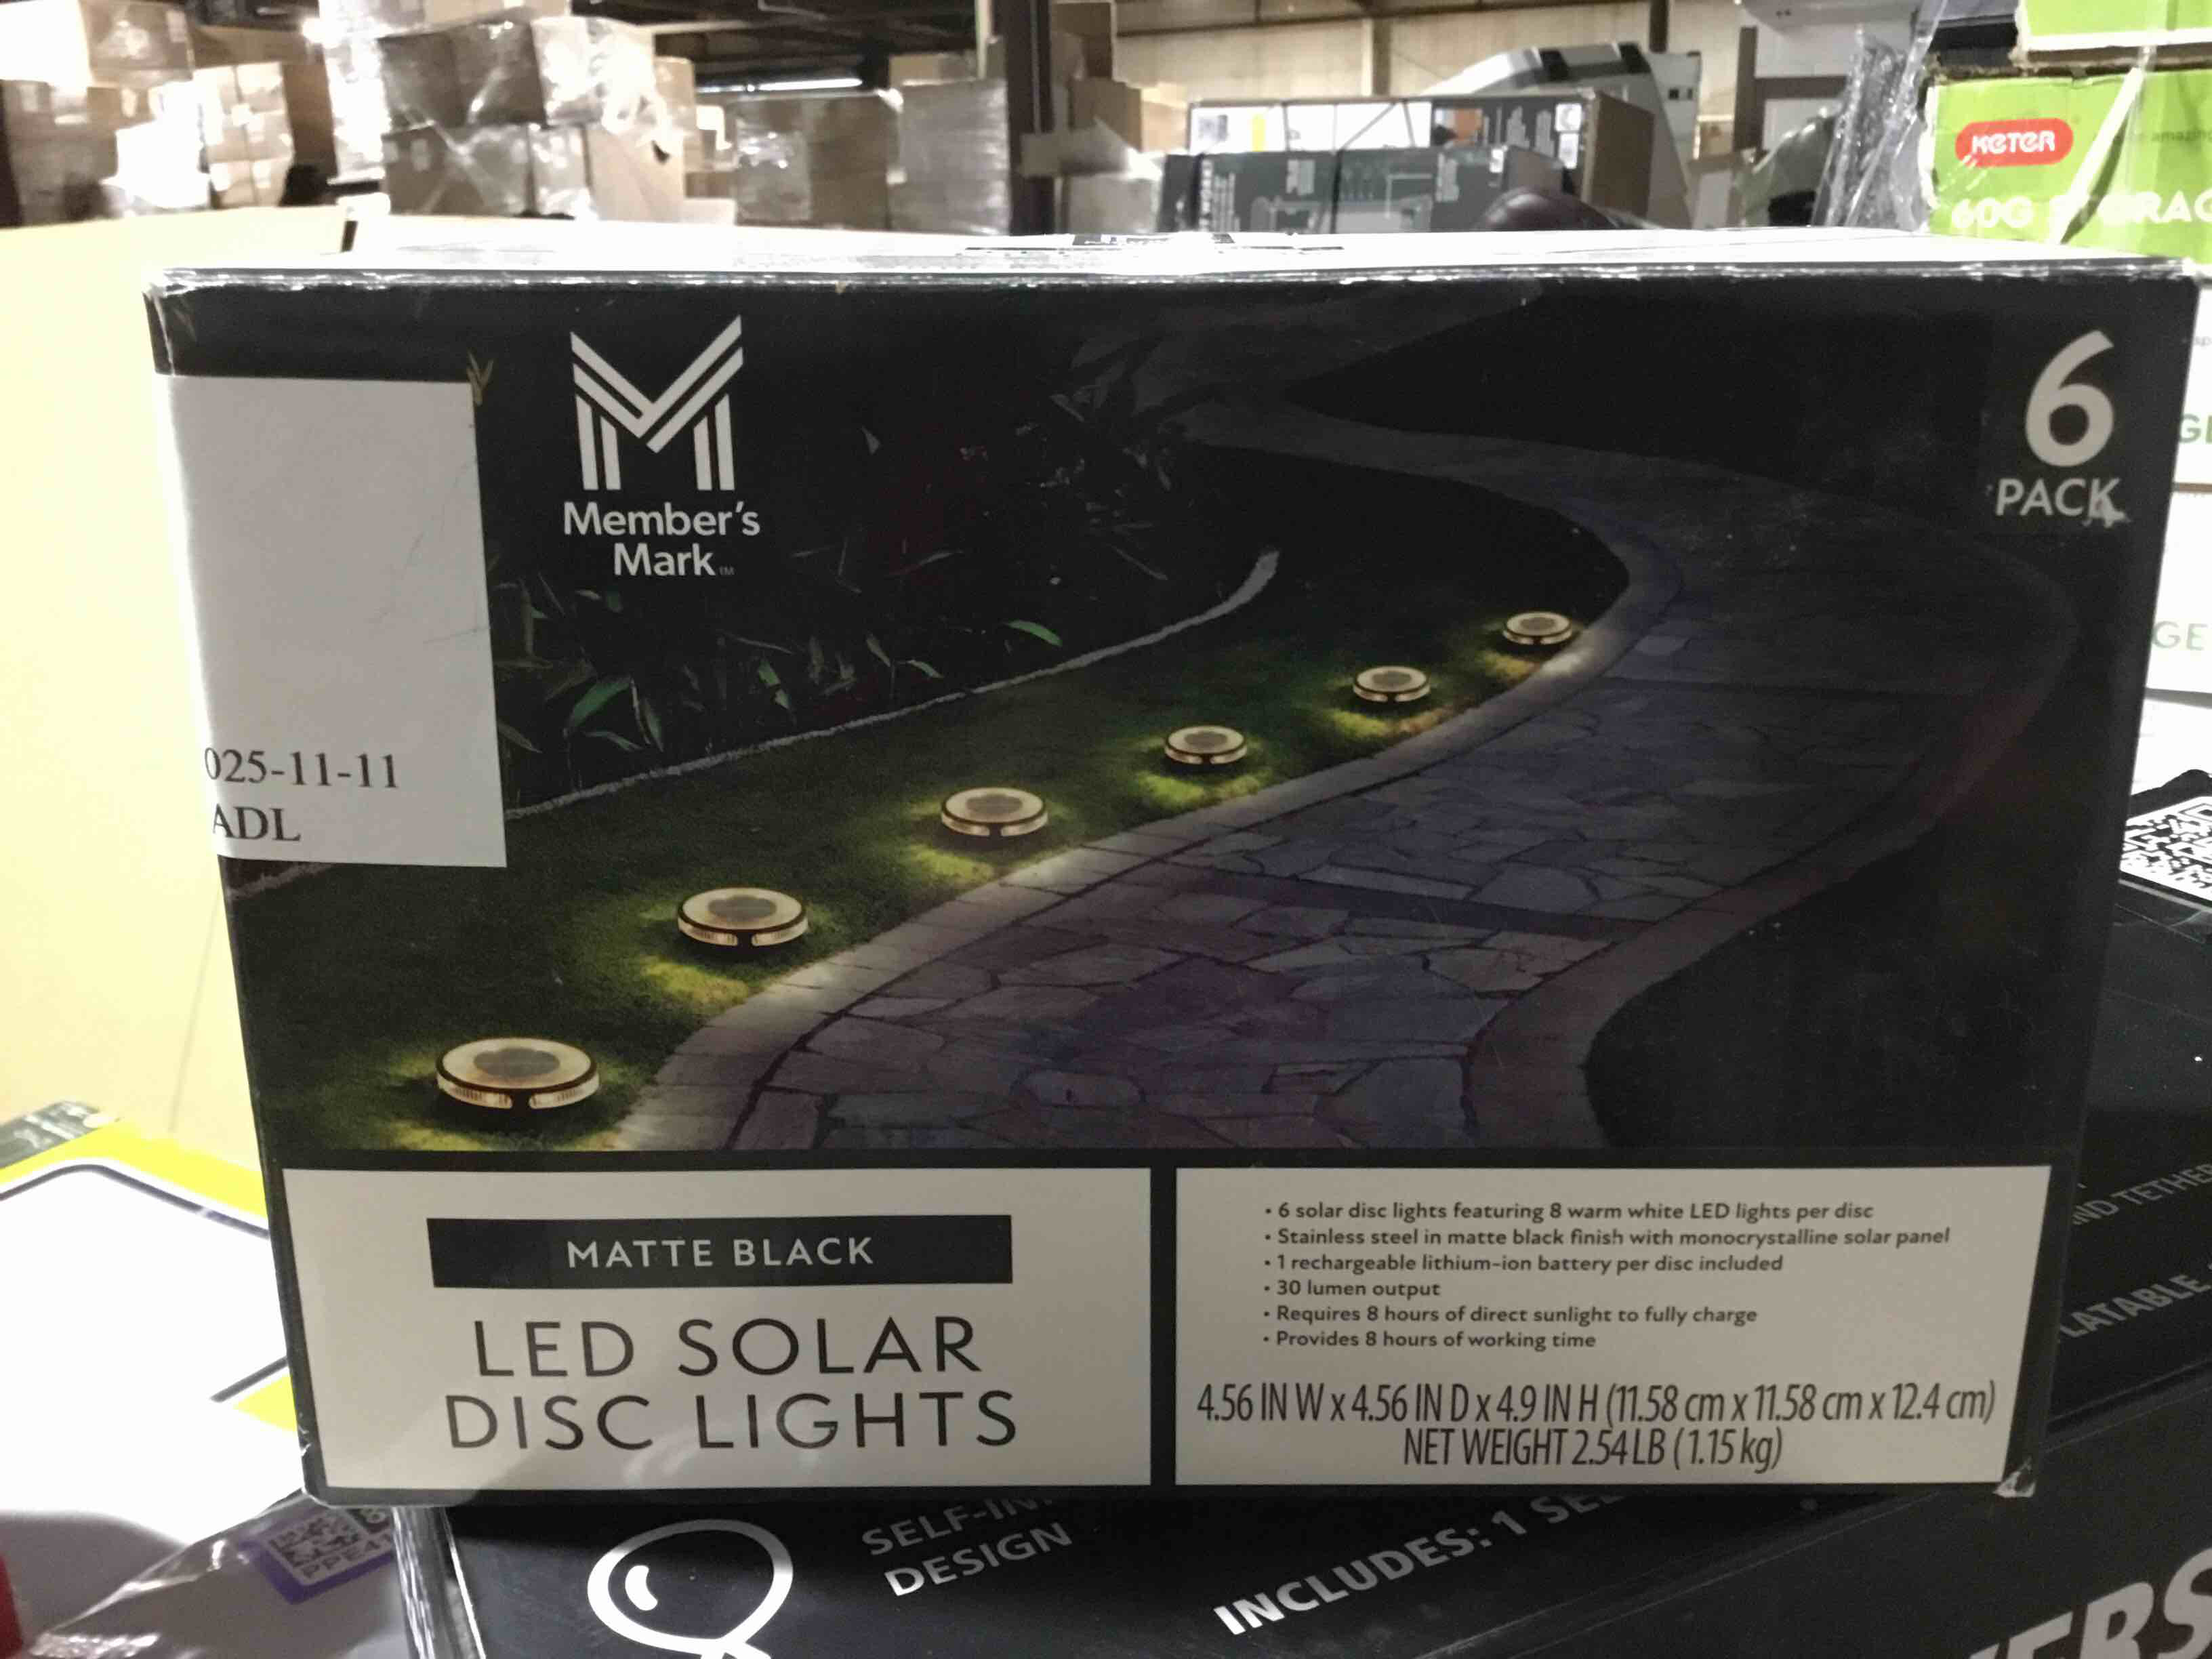 KETER
60G
Member's
Mark™
6
PACK
025-11-11
ADL
MATTE BLACK
LED SOLAR
DISC LIGHTS
• 6 solar disc lights featuring 8 warm white LED lights per disc
• Stainless steel in matte black finish with monocrystalline solar panel
• 1 rechargeable lithium-ion battery per disc included
• 30 lumen output
• Requires 8 hours of direct sunlight to fully charge
• Provides 8 hours of working time
4.56 IN W x 4.56 IN D x 4.9 IN H (11.58 cm x 11.58 cm x 12.4 cm)
NET WEIGHT 2.54 LB (1.15 kg)
DESIGN
INCLUDES: 1